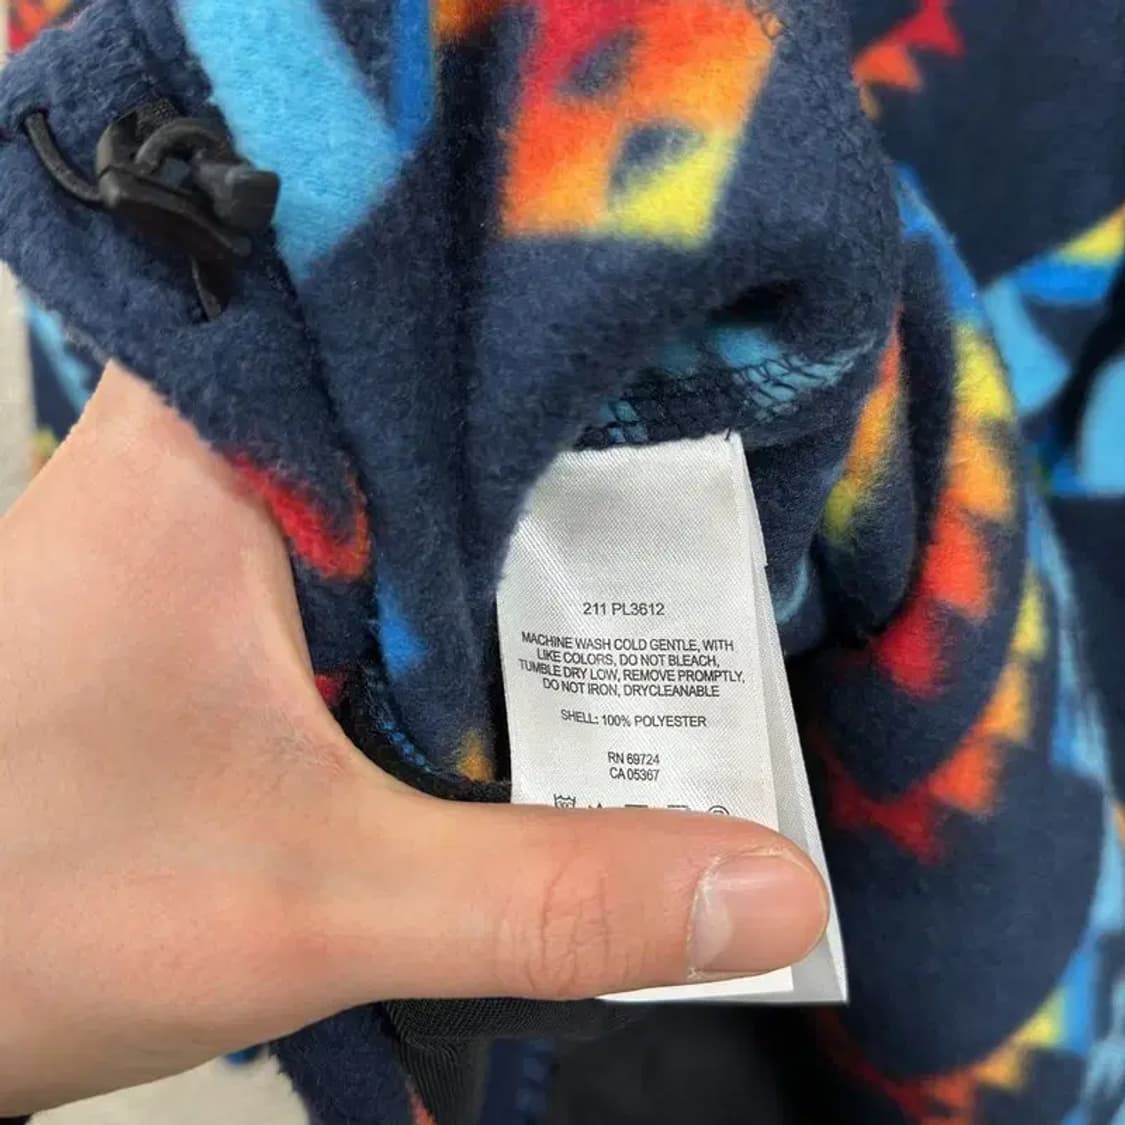 211 PL3612
MACHINE WASH COLD GENTLE, WITH
LIKE COLORS, DO NOT BLEACH,
TUMBLE DRY LOW, REMOVE PROMPTLY,
DO NOT IRON, DRYCLEANABLE
SHELL: 100% POLYESTER
RN 69724
CA 05367